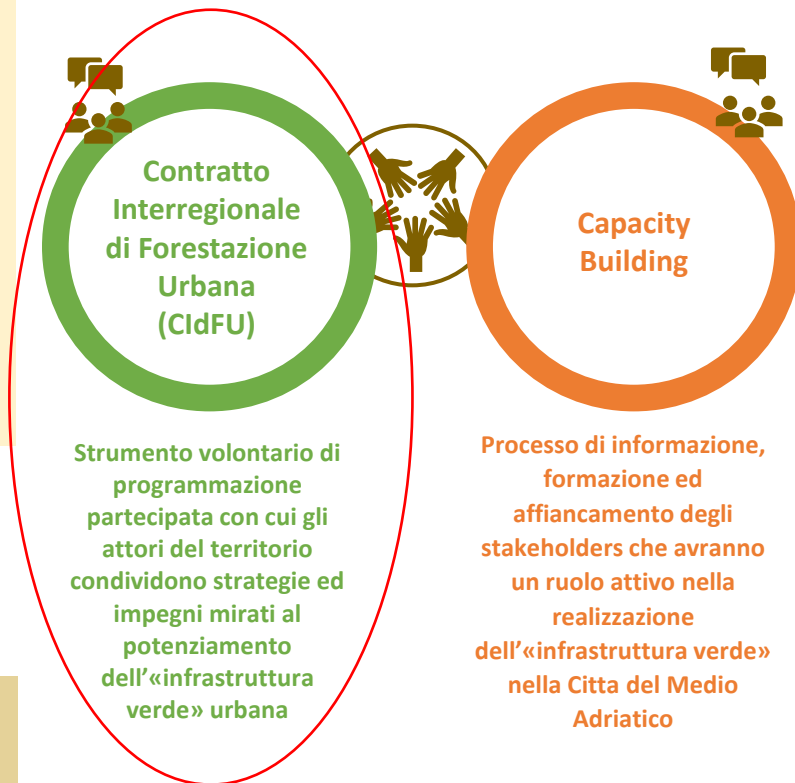 Contratto
Interregionale
di Forestazione
Urbana
(CIdFU)
Capacity
Building
Strumento volontario di
programmazione
partecipata con cui gli
attori del territorio
condividono strategie ed
impegni mirati al
potenziamento
dell'«infrastruttura
verde» urbana
Processo di informazione,
formazione ed
affiancamento degli
stakeholders che avranno
un ruolo attivo nella
realizzazione
dell'«infrastruttura verde»
nella Citta del Medio
Adriatico